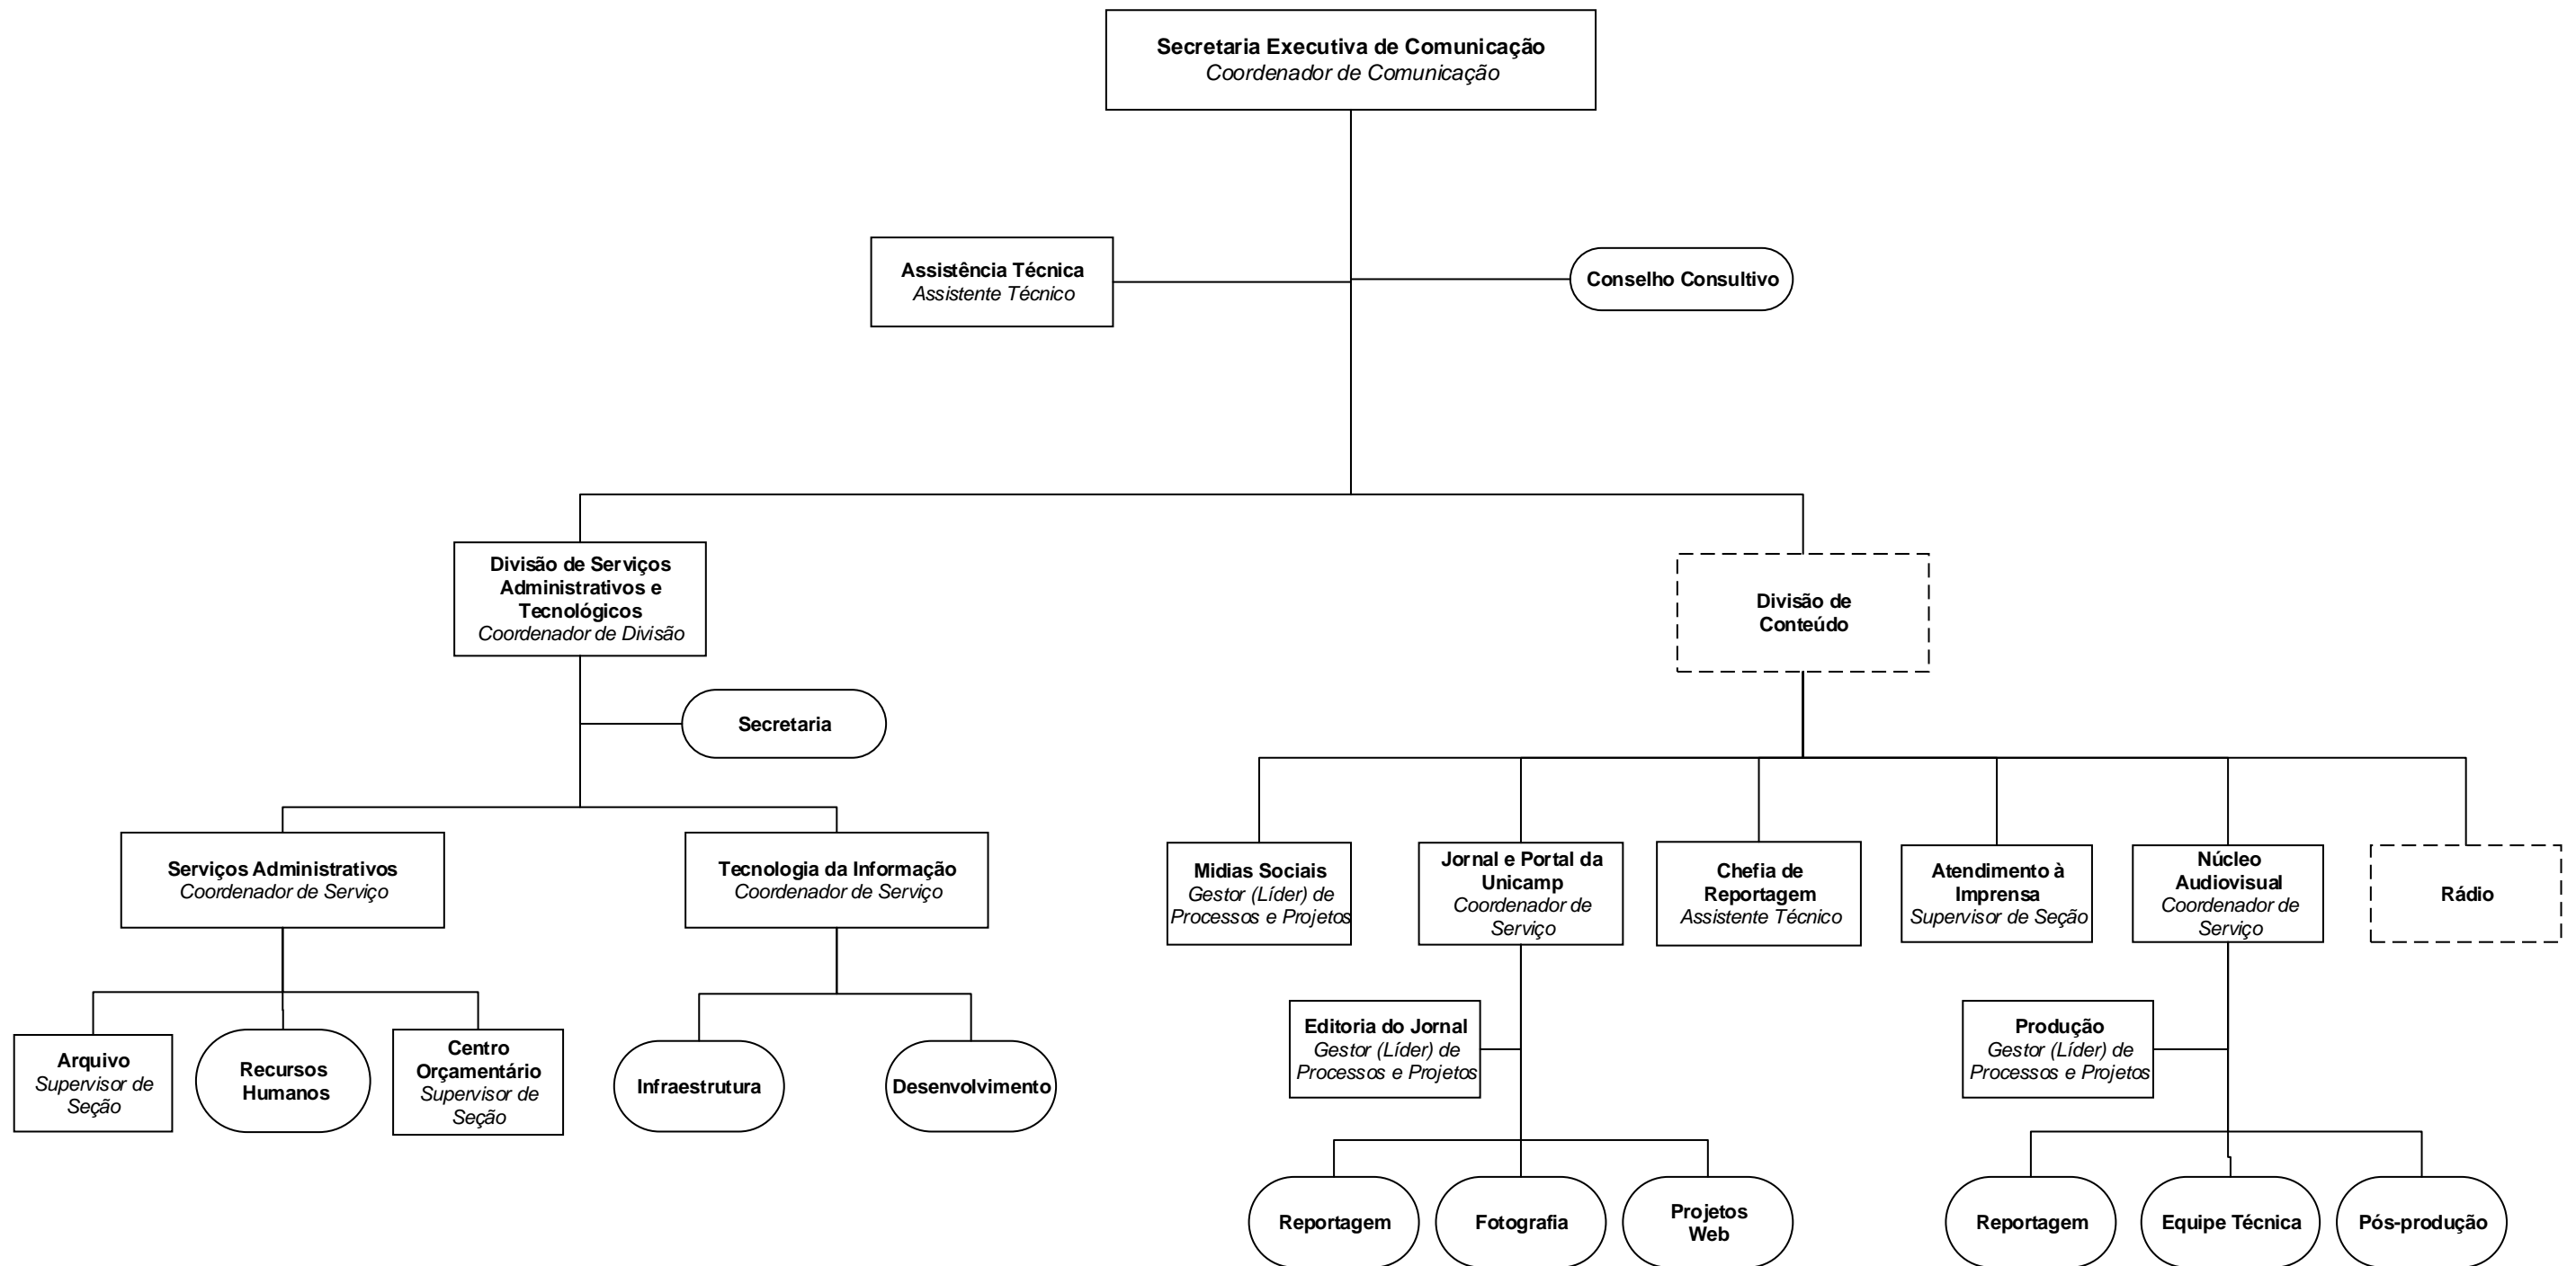 Secretaria Executiva de Comunicação
Coordenador de Comunicação
Assistência Técnica
Assistente Técnico
Conselho Consultivo
Divisão de Serviços
Administrativos e
Tecnológicos
Coordenador de Divisão
Divisão de
Conteúdo
Secretaria
Serviços Administrativos
Coordenador de Serviço
Tecnologia da Informação
Coordenador de Serviço
Midias Sociais
Gestor (Líder) de
Processos e Projetos
Jornal e Portal da
Unicamp
Coordenador de
Serviço
Chefia de
Reportagem
Assistente Técnico
Atendimento à
Imprensa
Supervisor de Seção
Núcleo
Audiovisual
Coordenador de
Serviço
Rádio
Arquivo
Supervisor de
Seção
Recursos
Humanos
Centro
Orçamentário
Supervisor de
Seção
Infraestrutura
Desenvolvimento
Editoria do Jornal
Gestor (Líder) de
Processos e Projetos
Produção
Gestor (Líder) de
Processos e Projetos
Reportagem
Fotografia
Projetos
Web
Reportagem
Equipe Técnica
Pós-produção